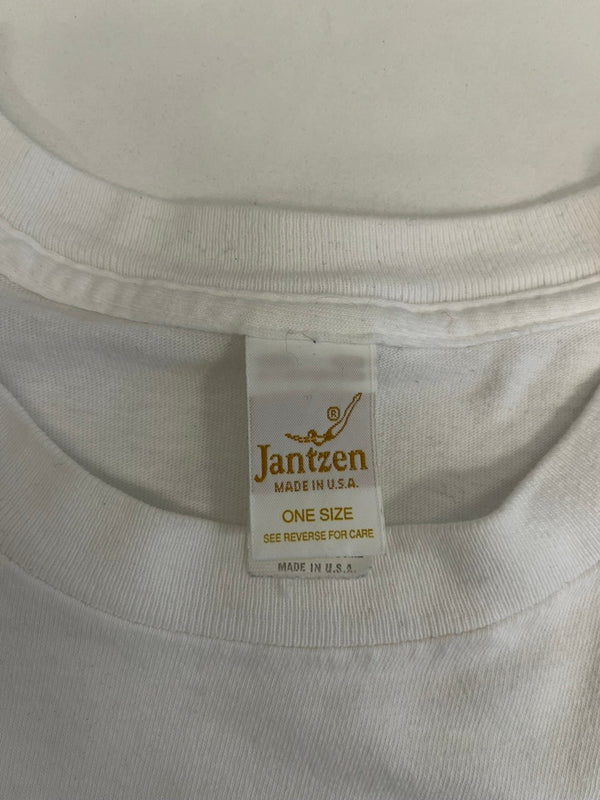 ®
Jantzen
MADE IN U.S.A.
ONE SIZE
SEE REVERSE FOR CARE
MADE IN U.S.A.